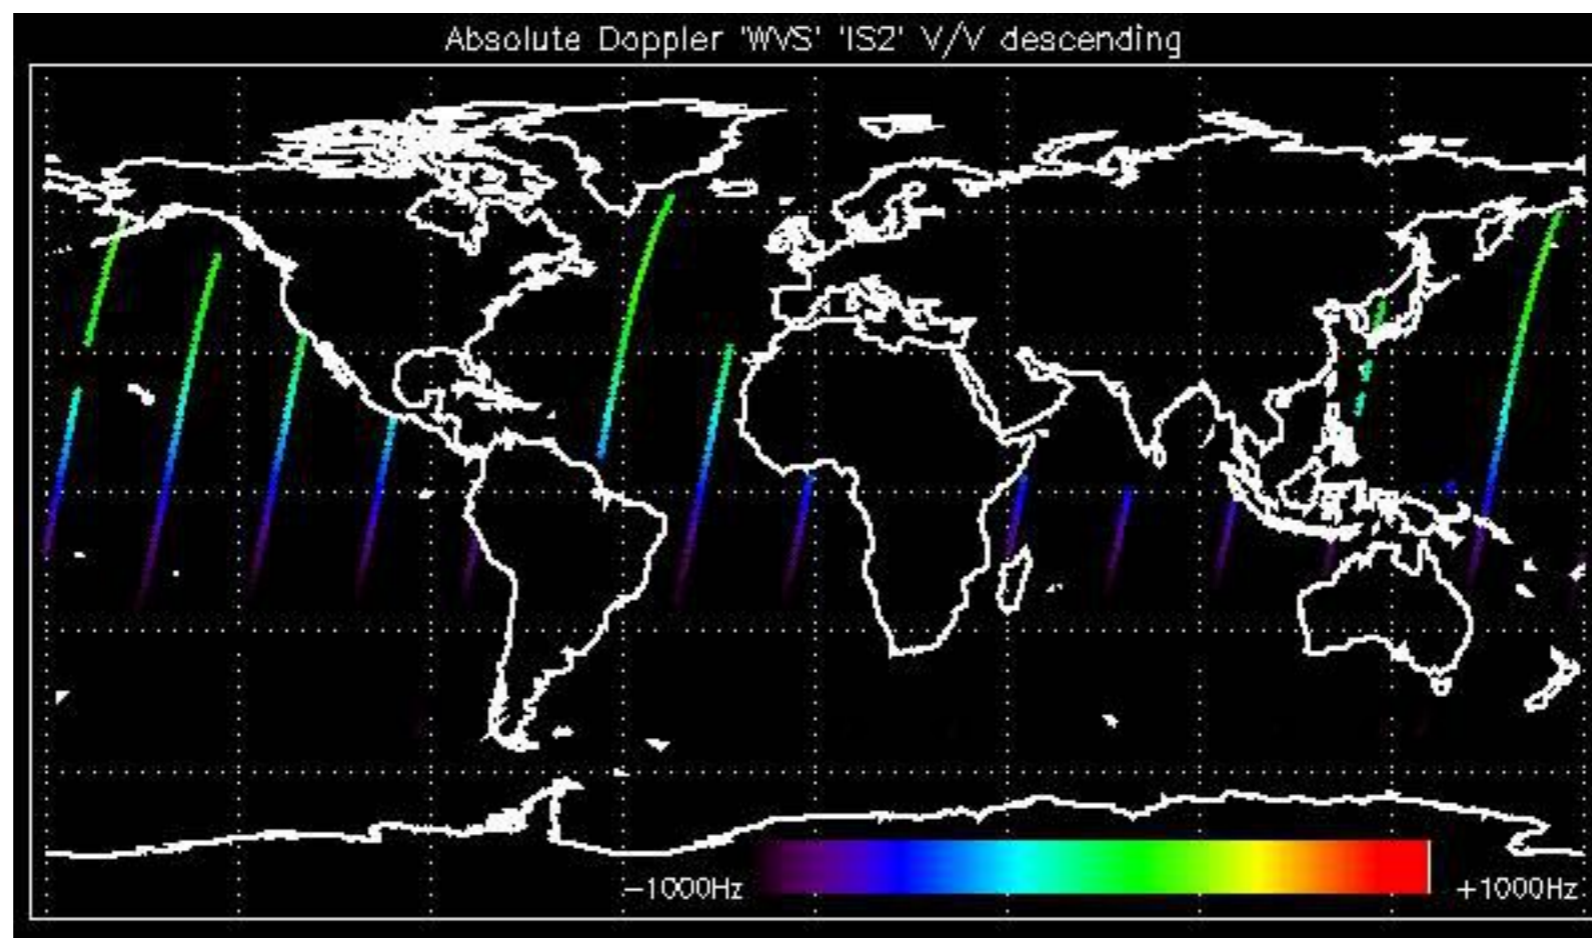 Absolute Doppler 'WVS' 'IS2' V/V descending
-1000Hz +1000Hz